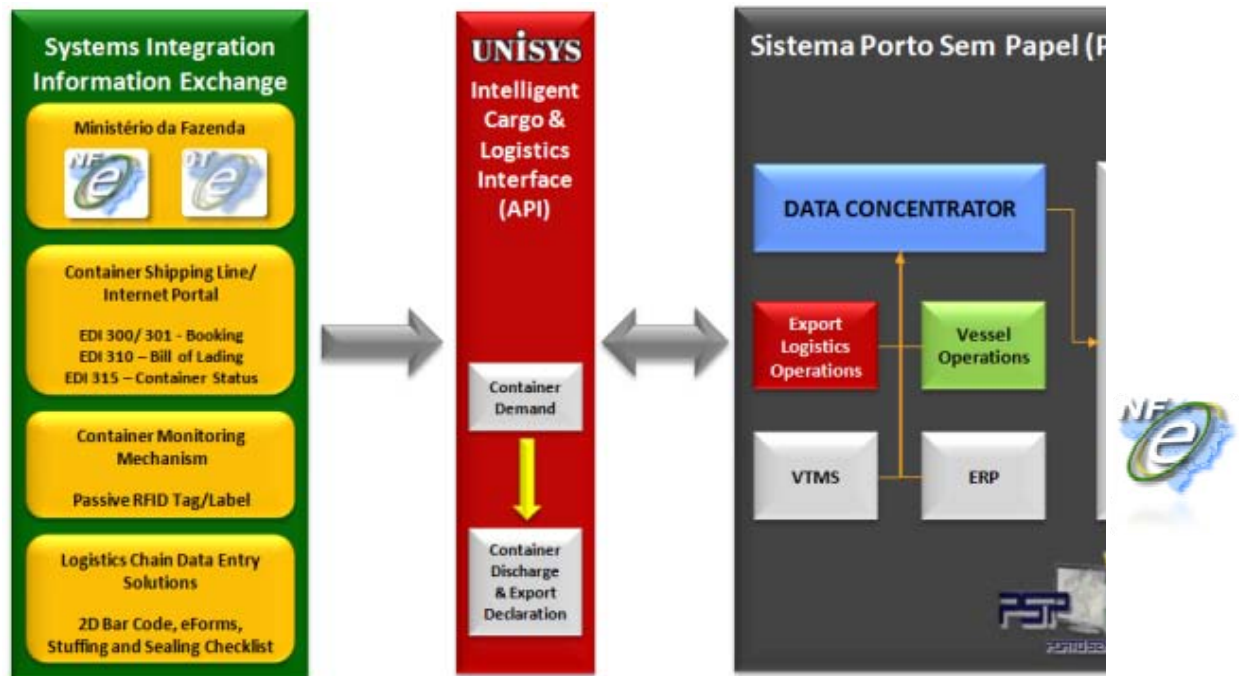 Systems Integration
Information Exchange
Ministério da Fazenda
NF
e
e
Container Shipping Line/
Internet Portal
EDI 300/ 301 - Booking
EDI 310 – Bill of Lading
EDI 315 – Container Status
Container Monitoring
Mechanism
Passive RFID Tag/Label
Logistics Chain Data Entry
Solutions
2D Bar Code, eForms,
Stuffing and Sealing Checklist
UNISYS
Intelligent
Cargo &
Logistics
Interface
(API)
Container
Demand
Container
Discharge
& Export
Declaration
Sistema Porto Sem Papel (P
DATA CONCENTRATOR
Export
Logistics
Operations
Vessel
Operations
VTMS
ERP
PSP
NF
e